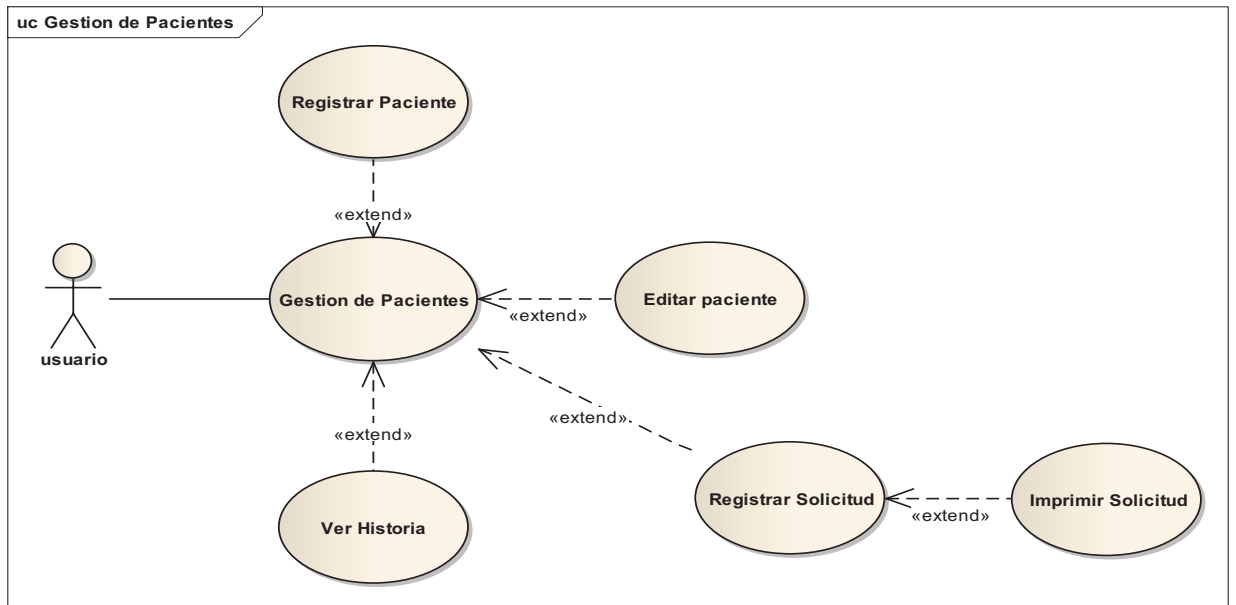 uc Gestion de Pacientes
Registrar Paciente
«extend»
usuario
Gestion de Pacientes
«extend»
Editar paciente
«extend»
«extend»
Ver Historia
Registrar Solicitud
«extend»
Imprimir Solicitud